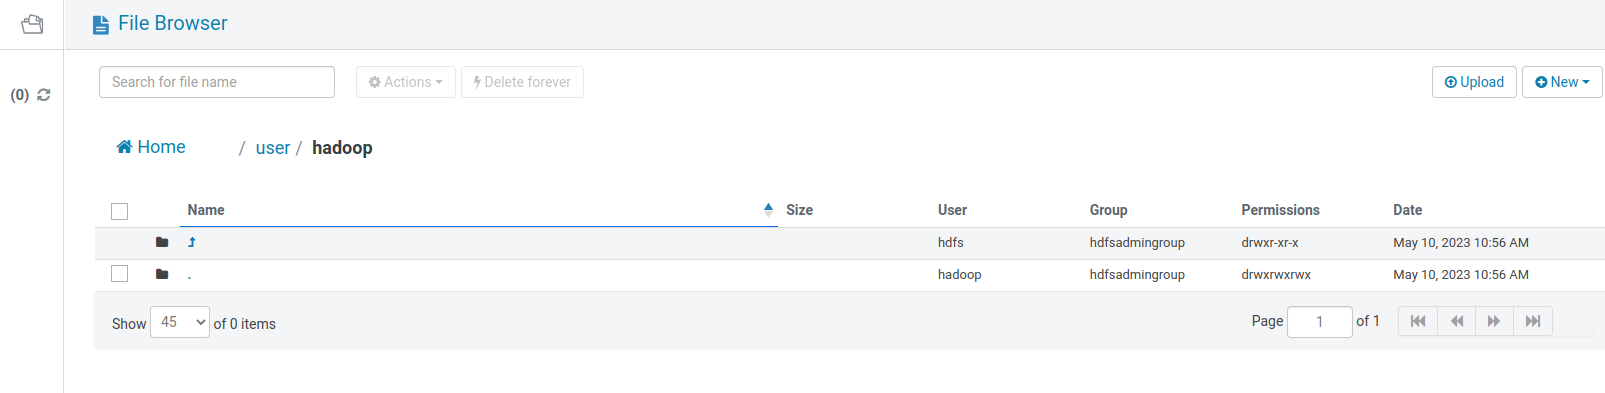 File Browser
Search for file name Actions Delete forever Upload New
(0)
Home / user / hadoop
Name Size User Group Permissions Date
hdfs hdfsadmingroup drwxr-xr-x May 10, 2023 10:56 AM
. hadoop hdfsadmingroup drwxrwxrwx May 10, 2023 10:56 AM
Show 45 of 0 items Page 1 of 1